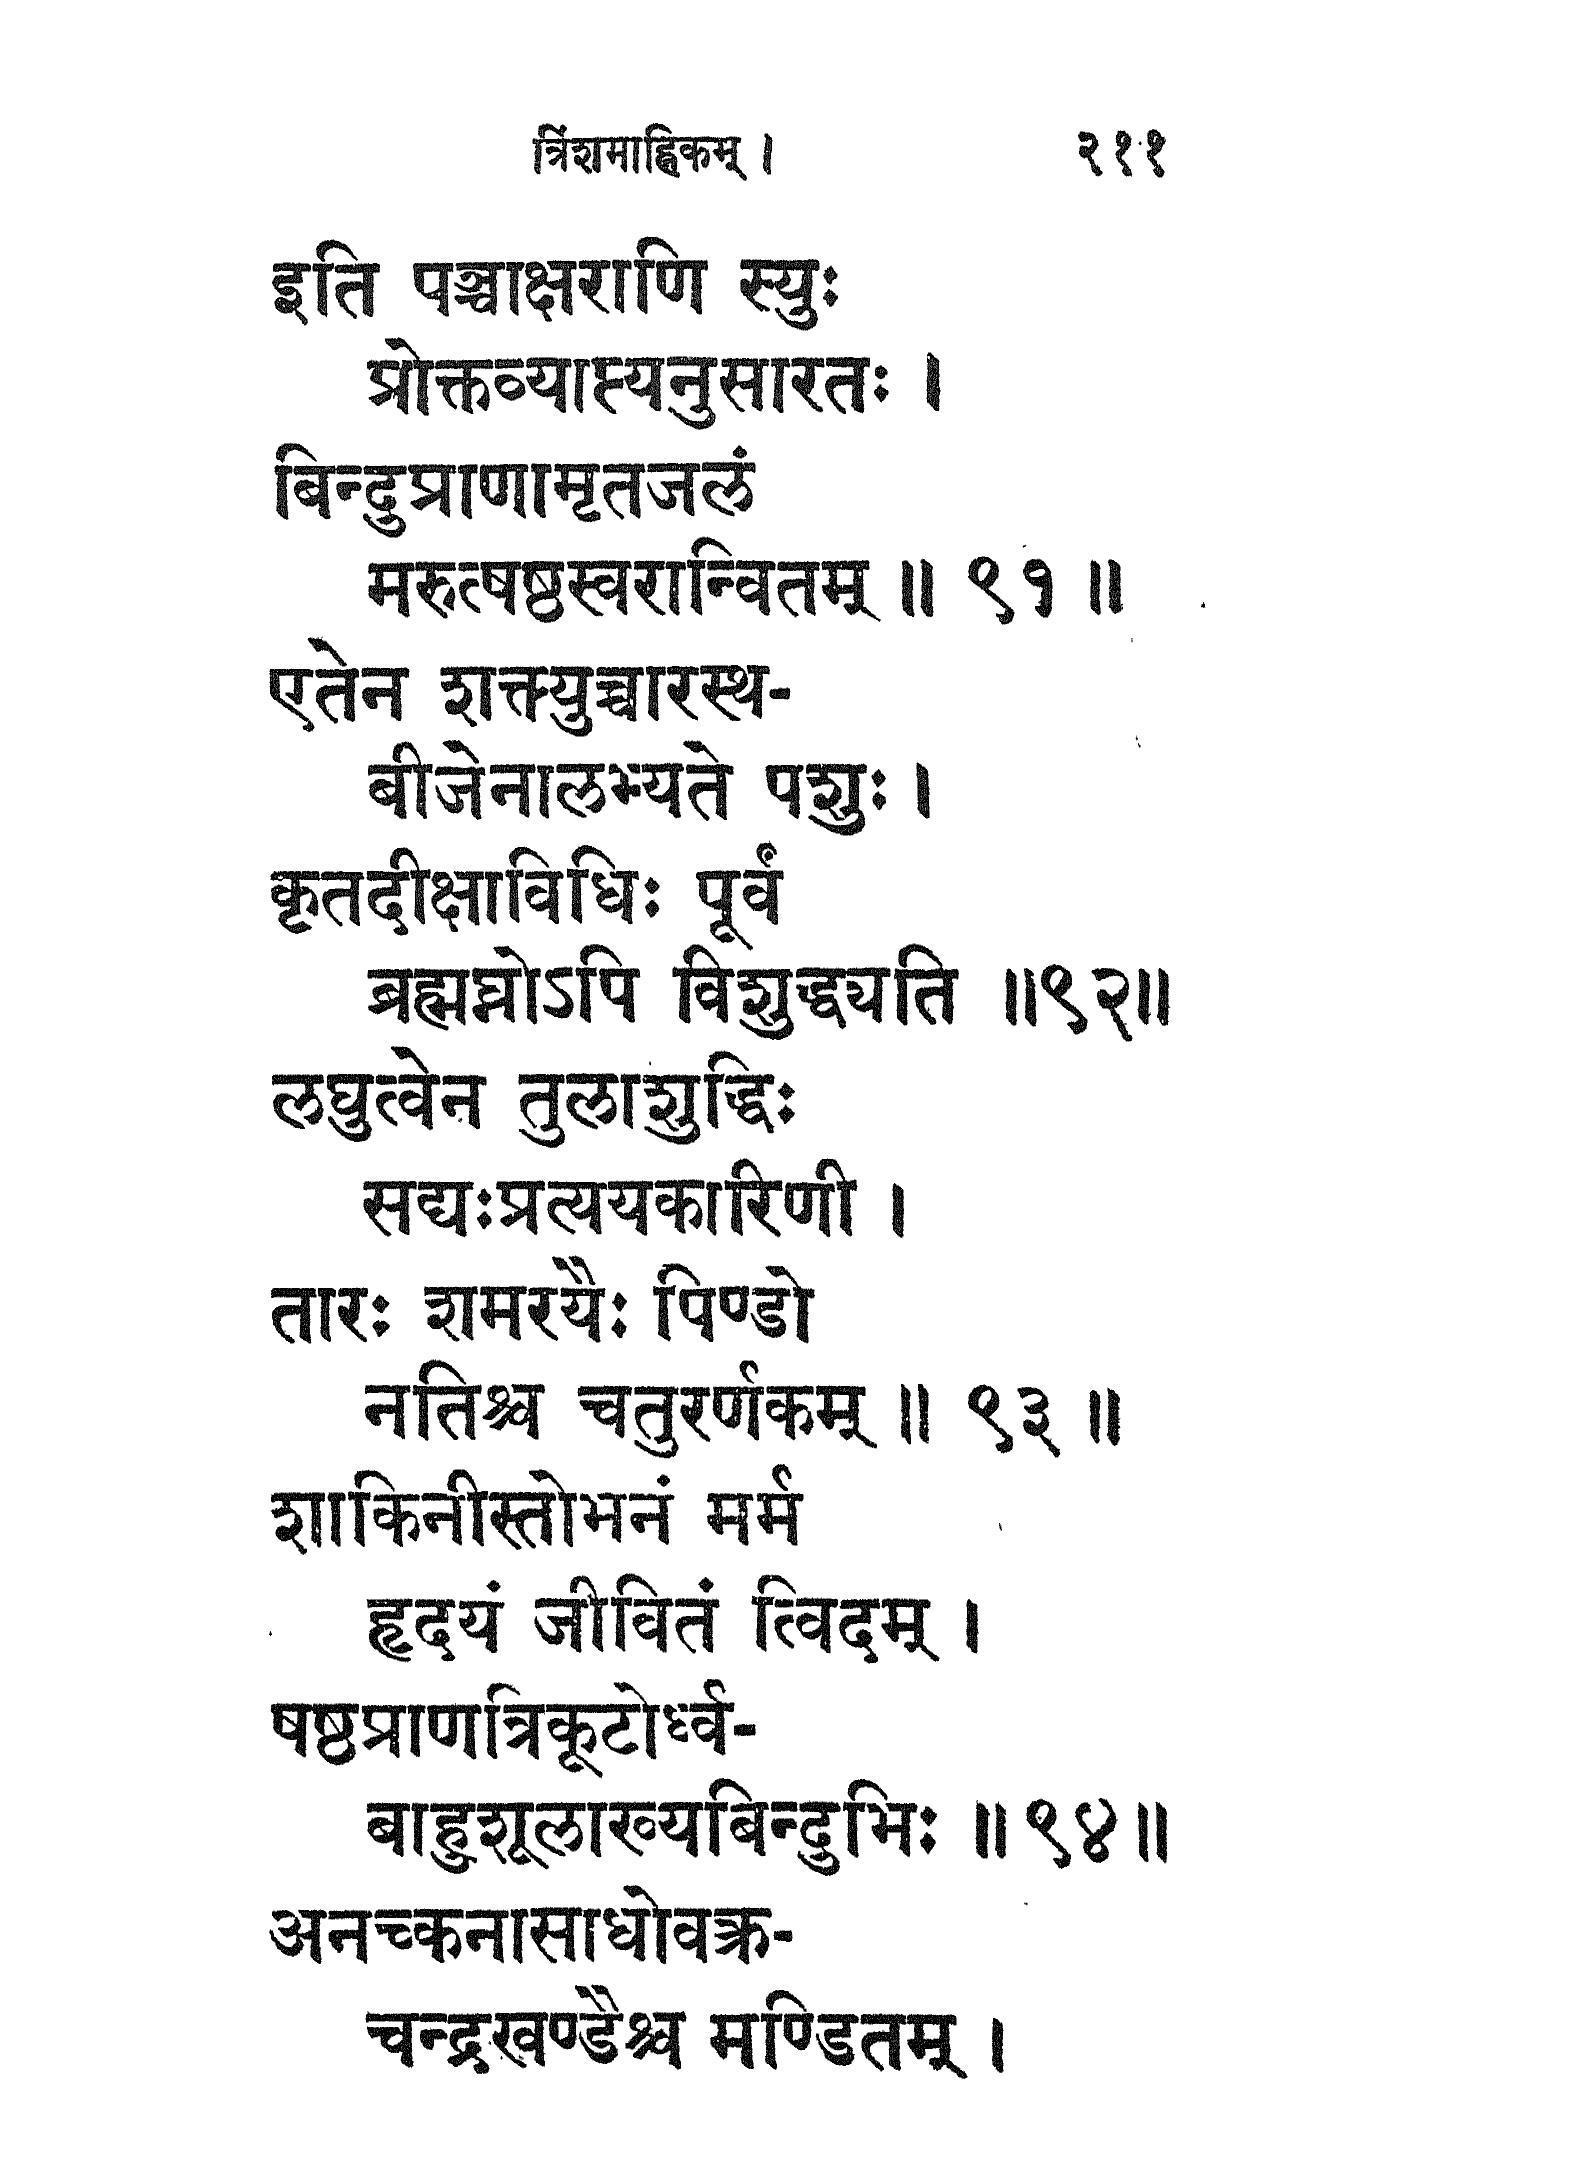 त्रिंशमाह्निकम् । २११
इति पञ्चाक्षराणि स्युः
प्रोक्तव्याप्त्यनुसारतः ।
बिन्दुप्राणामृतजलं
मरुत्षष्ठस्वरान्वितम् ॥ ९१ ॥
एतेन शक्त्युच्चारस्थ-
बीजेनालभ्यते पशुः ।
कृतदीक्षाविधिः पूर्वं
ब्रह्मघ्नोऽपि विशुद्ध्यति ॥९२॥
लघुत्वेन तुलाशुद्धिः
सद्यःप्रत्ययकारिणी ।
तारः शमरयैः पिण्डो
नतिश्च चतुरर्णकम् ॥ ९३ ॥
शाकिनीस्तोभनं मर्म
हृदयं जीवितं त्विदम् ।
षष्ठप्राणत्रिकूटोर्ध्व-
बाहुशूलाख्यबिन्दुभिः ॥ ९४॥
अनच्कनासाधोवक्त्र-
चन्द्रखण्डैश्च मण्डितम् ।